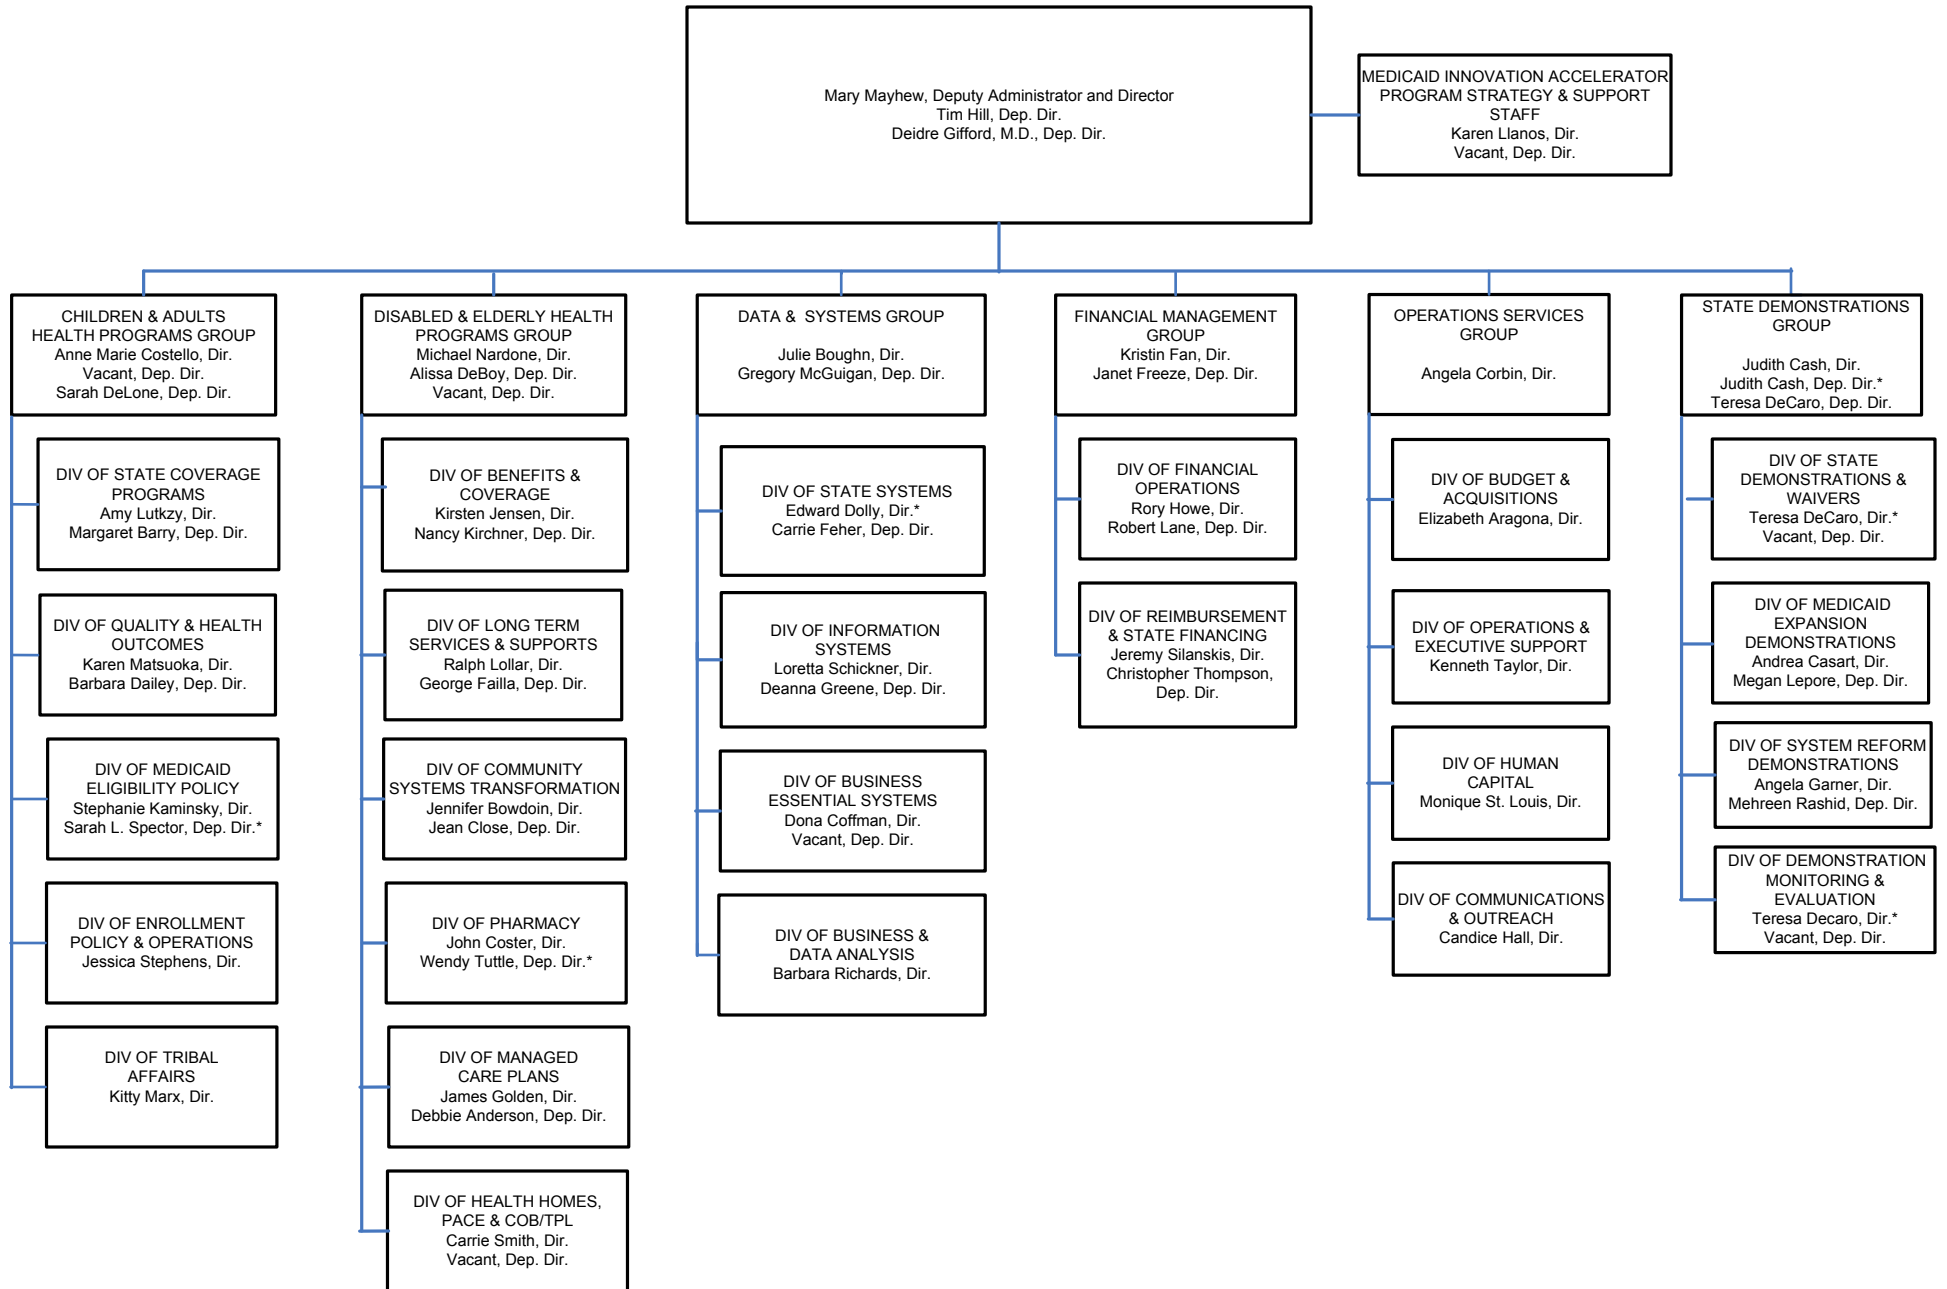 Mary Mayhew, Deputy Administrator and Director
Tim Hill, Dep. Dir.
Deidre Gifford, M.D., Dep. Dir.
MEDICAID INNOVATION ACCELERATOR
PROGRAM STRATEGY & SUPPORT
STAFF
Karen Llanos, Dir.
Vacant, Dep. Dir.
CHILDREN & ADULTS
HEALTH PROGRAMS GROUP
Anne Marie Costello, Dir.
Vacant, Dep. Dir.
Sarah DeLone, Dep. Dir.
DIV OF STATE COVERAGE
PROGRAMS
Amy Lutkzy, Dir.
Margaret Barry, Dep. Dir.
DIV OF QUALITY & HEALTH
OUTCOMES
Karen Matsuoka, Dir.
Barbara Dailey, Dep. Dir.
DIV OF MEDICAID
ELIGIBILITY POLICY
Stephanie Kaminsky, Dir.
Sarah L. Spector, Dep. Dir.*
DIV OF ENROLLMENT
POLICY & OPERATIONS
Jessica Stephens, Dir.
DIV OF TRIBAL
AFFAIRS
Kitty Marx, Dir.
DISABLED & ELDERLY HEALTH
PROGRAMS GROUP
Michael Nardone, Dir.
Alissa DeBoy, Dep. Dir.
Vacant, Dep. Dir.
DIV OF BENEFITS &
COVERAGE
Kirsten Jensen, Dir.
Nancy Kirchner, Dep. Dir.
DIV OF LONG TERM
SERVICES & SUPPORTS
Ralph Lollar, Dir.
George Failla, Dep. Dir.
DIV OF COMMUNITY
SYSTEMS TRANSFORMATION
Jennifer Bowdoin, Dir.
Jean Close, Dep. Dir.
DIV OF PHARMACY
John Coster, Dir.
Wendy Tuttle, Dep. Dir.*
DIV OF MANAGED
CARE PLANS
James Golden, Dir.
Debbie Anderson, Dep. Dir.
DIV OF HEALTH HOMES,
PACE & COB/TPL
Carrie Smith, Dir.
Vacant, Dep. Dir.
DATA & SYSTEMS GROUP
Julie Boughn, Dir.
Gregory McGuigan, Dep. Dir.
DIV OF STATE SYSTEMS
Edward Dolly, Dir.*
Carrie Feher, Dep. Dir.
DIV OF INFORMATION
SYSTEMS
Loretta Schickner, Dir.
Deanna Greene, Dep. Dir.
DIV OF BUSINESS
ESSENTIAL SYSTEMS
Dona Coffman, Dir.
Vacant, Dep. Dir.
DIV OF BUSINESS &
DATA ANALYSIS
Barbara Richards, Dir.
FINANCIAL MANAGEMENT
GROUP
Kristin Fan, Dir.
Janet Freeze, Dep. Dir.
DIV OF FINANCIAL
OPERATIONS
Rory Howe, Dir.
Robert Lane, Dep. Dir.
DIV OF REIMBURSEMENT
& STATE FINANCING
Jeremy Silanskis, Dir.
Christopher Thompson,
Dep. Dir.
OPERATIONS SERVICES
GROUP
Angela Corbin, Dir.
DIV OF BUDGET &
ACQUISITIONS
Elizabeth Aragona, Dir.
DIV OF OPERATIONS &
EXECUTIVE SUPPORT
Kenneth Taylor, Dir.
DIV OF HUMAN
CAPITAL
Monique St. Louis, Dir.
DIV OF COMMUNICATIONS
& OUTREACH
Candice Hall, Dir.
STATE DEMONSTRATIONS
GROUP
Judith Cash, Dir.
Judith Cash, Dep. Dir.*
Teresa DeCaro, Dep. Dir.
DIV OF STATE
DEMONSTRATIONS &
WAIVERS
Teresa DeCaro, Dir.*
Vacant, Dep. Dir.
DIV OF MEDICAID
EXPANSION
DEMONSTRATIONS
Andrea Casart, Dir.
Megan Lepore, Dep. Dir.
DIV OF SYSTEM REFORM
DEMONSTRATIONS
Angela Garner, Dir.
Mehreen Rashid, Dep. Dir.
DIV OF DEMONSTRATION
MONITORING &
EVALUATION
Teresa Decaro, Dir.*
Vacant, Dep. Dir.